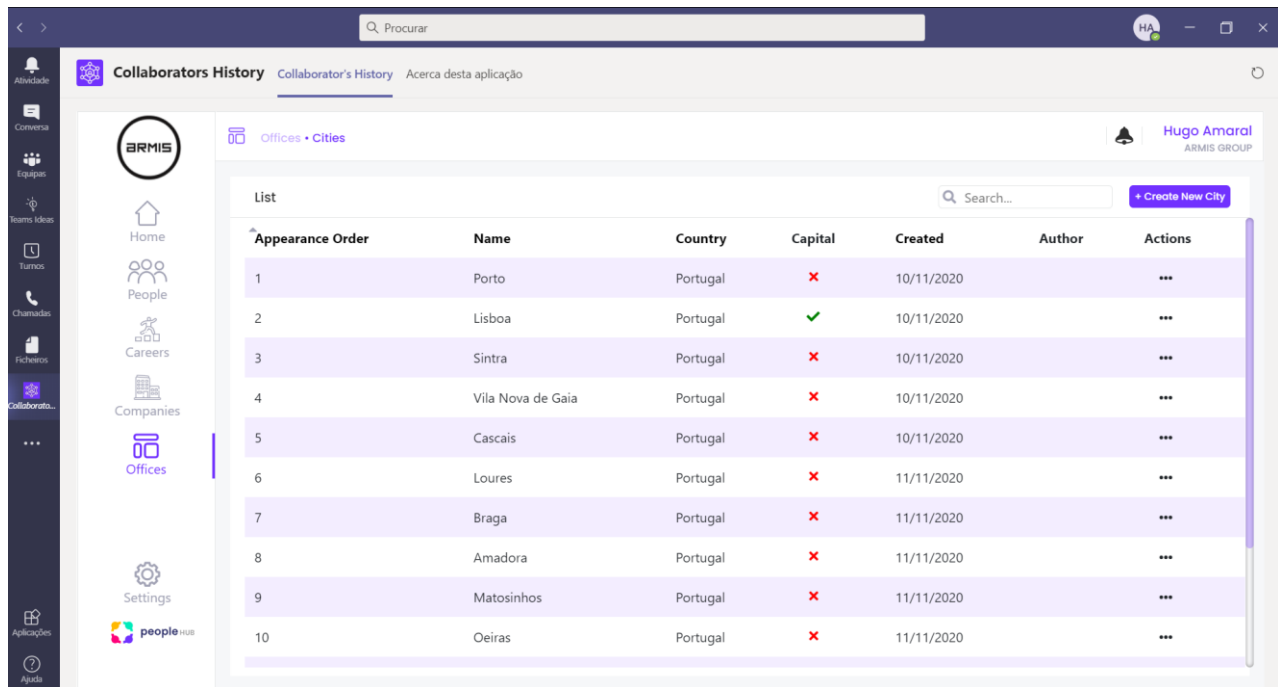 Procurar
HA
Atividade
Conversa
Equipas
Teams Ideas
Turnos
Chamadas
Ficheiros
Collaborato...
Aplicações
Ajuda
Collaborators History Collaborator's History Acerca desta aplicação
ARMIS
Home
People
Careers
Companies
Offices
Settings
people HUB
Offices • Cities
Hugo Amaral
ARMIS GROUP
List Search... + Create New City
Appearance Order Name Country Capital Created Author Actions
1 Porto Portugal ✖ 10/11/2020 •••
2 Lisboa Portugal ✔ 10/11/2020 •••
3 Sintra Portugal ✖ 10/11/2020 •••
4 Vila Nova de Gaia Portugal ✖ 10/11/2020 •••
5 Cascais Portugal ✖ 10/11/2020 •••
6 Loures Portugal ✖ 11/11/2020 •••
7 Braga Portugal ✖ 11/11/2020 •••
8 Amadora Portugal ✖ 11/11/2020 •••
9 Matosinhos Portugal ✖ 11/11/2020 •••
10 Oeiras Portugal ✖ 11/11/2020 •••